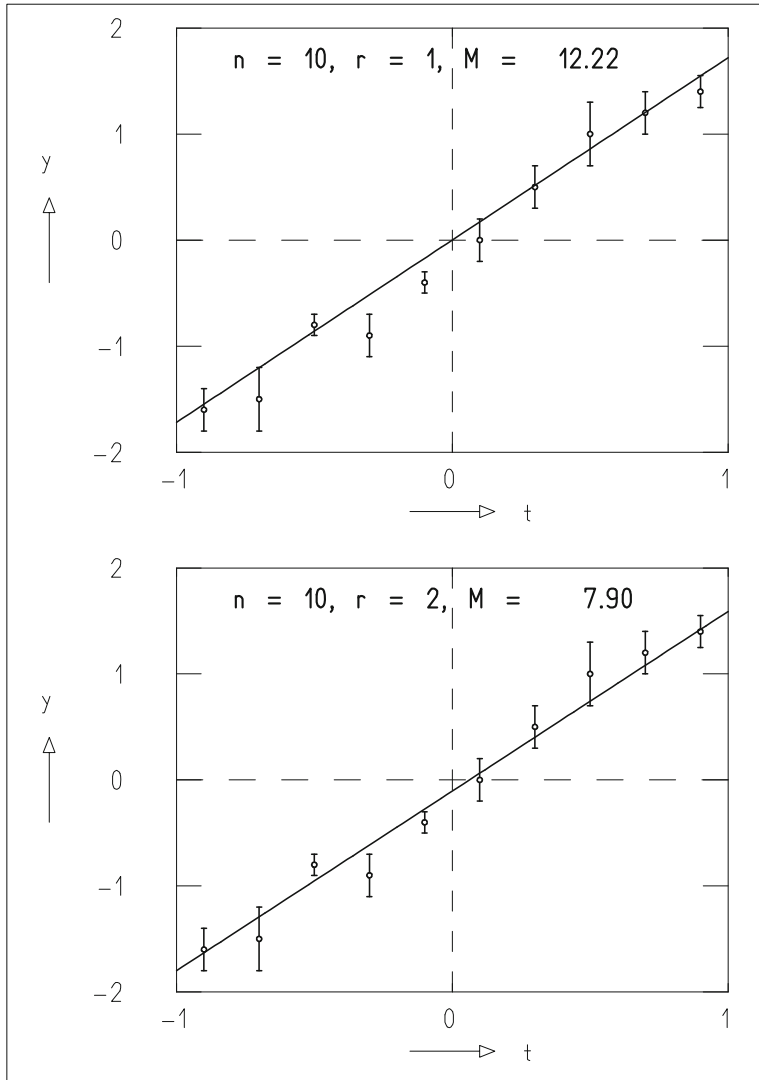 2
n = 10, r = 1, M = 12.22
1
y
0
-1
-2
-1 0 1
t
2
n = 10, r = 2, M = 7.90
1
y
0
-1
-2
-1 0 1
t